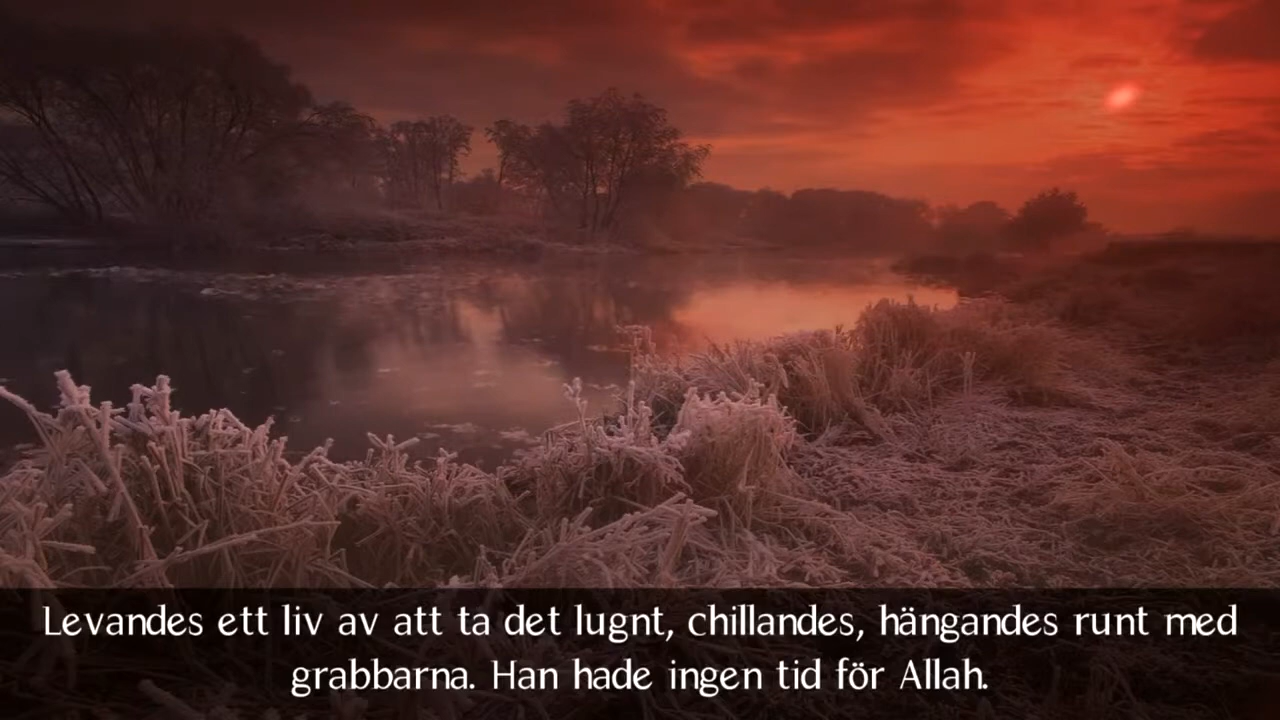 Levandes ett liv av att ta det lugnt, chillandes, hängandes runt med
grabbarna. Han hade ingen tid för Allah.